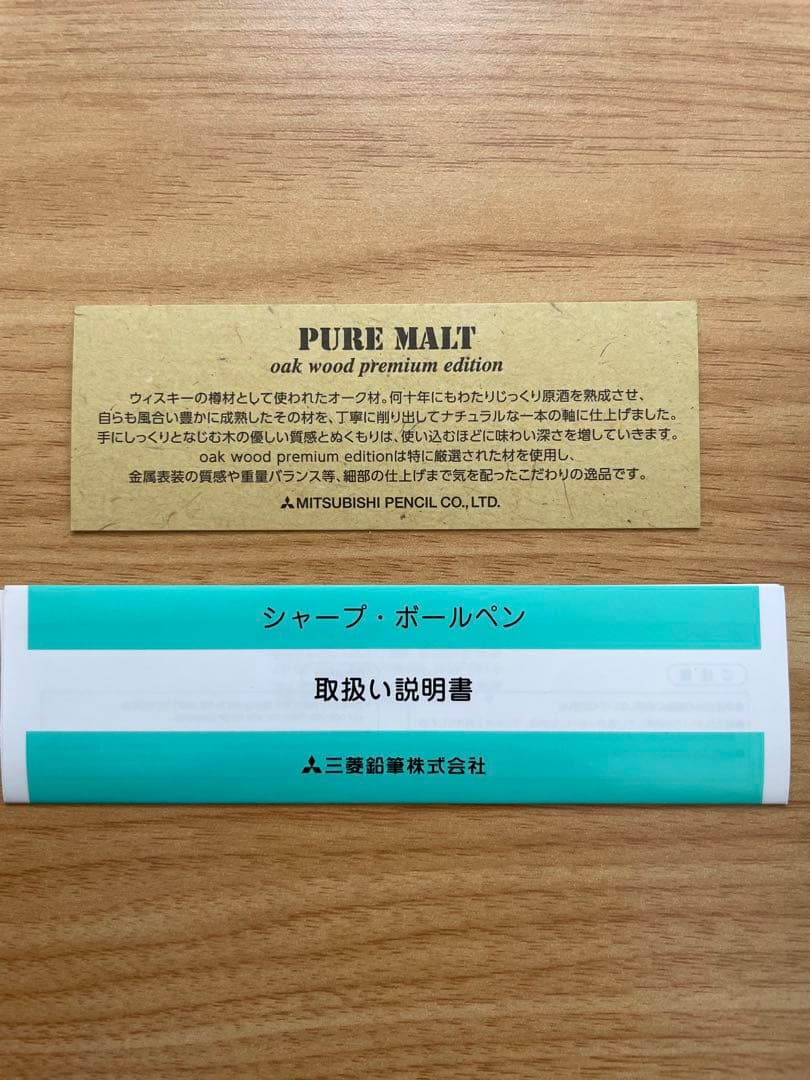 PURE MALT
oak wood premium edition
ウィスキーの樽材として使われたオーク材。何十年にもわたりじっくり原酒を熟成させ、
自らも風合い豊かに成熟したその材を、丁寧に削り出してナチュラルな一本の軸に仕上げました。
手にしっくりとなじむ木の優しい質感とぬくもりは、使い込むほどに味わい深さを増していきます。
oak wood premium editionは特に厳選された材を使用し、
金属表装の質感や重量バランス等、細部の仕上げまで気を配ったこだわりの逸品です。
MITSUBISHI PENCIL CO., LTD.
シャープ・ボールペン
取扱い説明書
三菱鉛筆株式会社